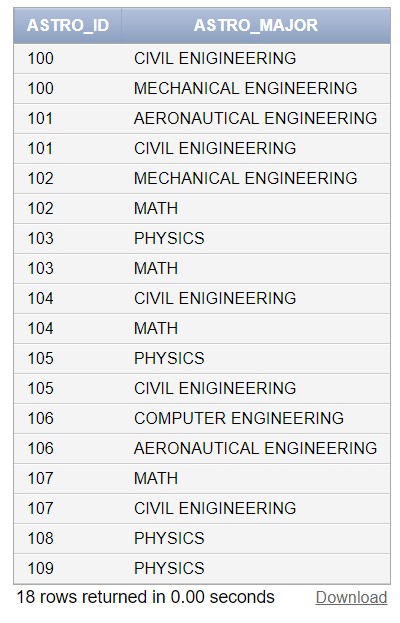 ASTRO_ID ASTRO_MAJOR
100 CIVIL ENIGINEERING
100 MECHANICAL ENGINEERING
101 AERONAUTICAL ENGINEERING
101 CIVIL ENIGINEERING
102 MECHANICAL ENGINEERING
102 MATH
103 PHYSICS
103 MATH
104 CIVIL ENIGINEERING
104 MATH
105 PHYSICS
105 CIVIL ENIGINEERING
106 COMPUTER ENGINEERING
106 AERONAUTICAL ENGINEERING
107 MATH
107 CIVIL ENIGINEERING
108 PHYSICS
109 PHYSICS
18 rows returned in 0.00 seconds Download